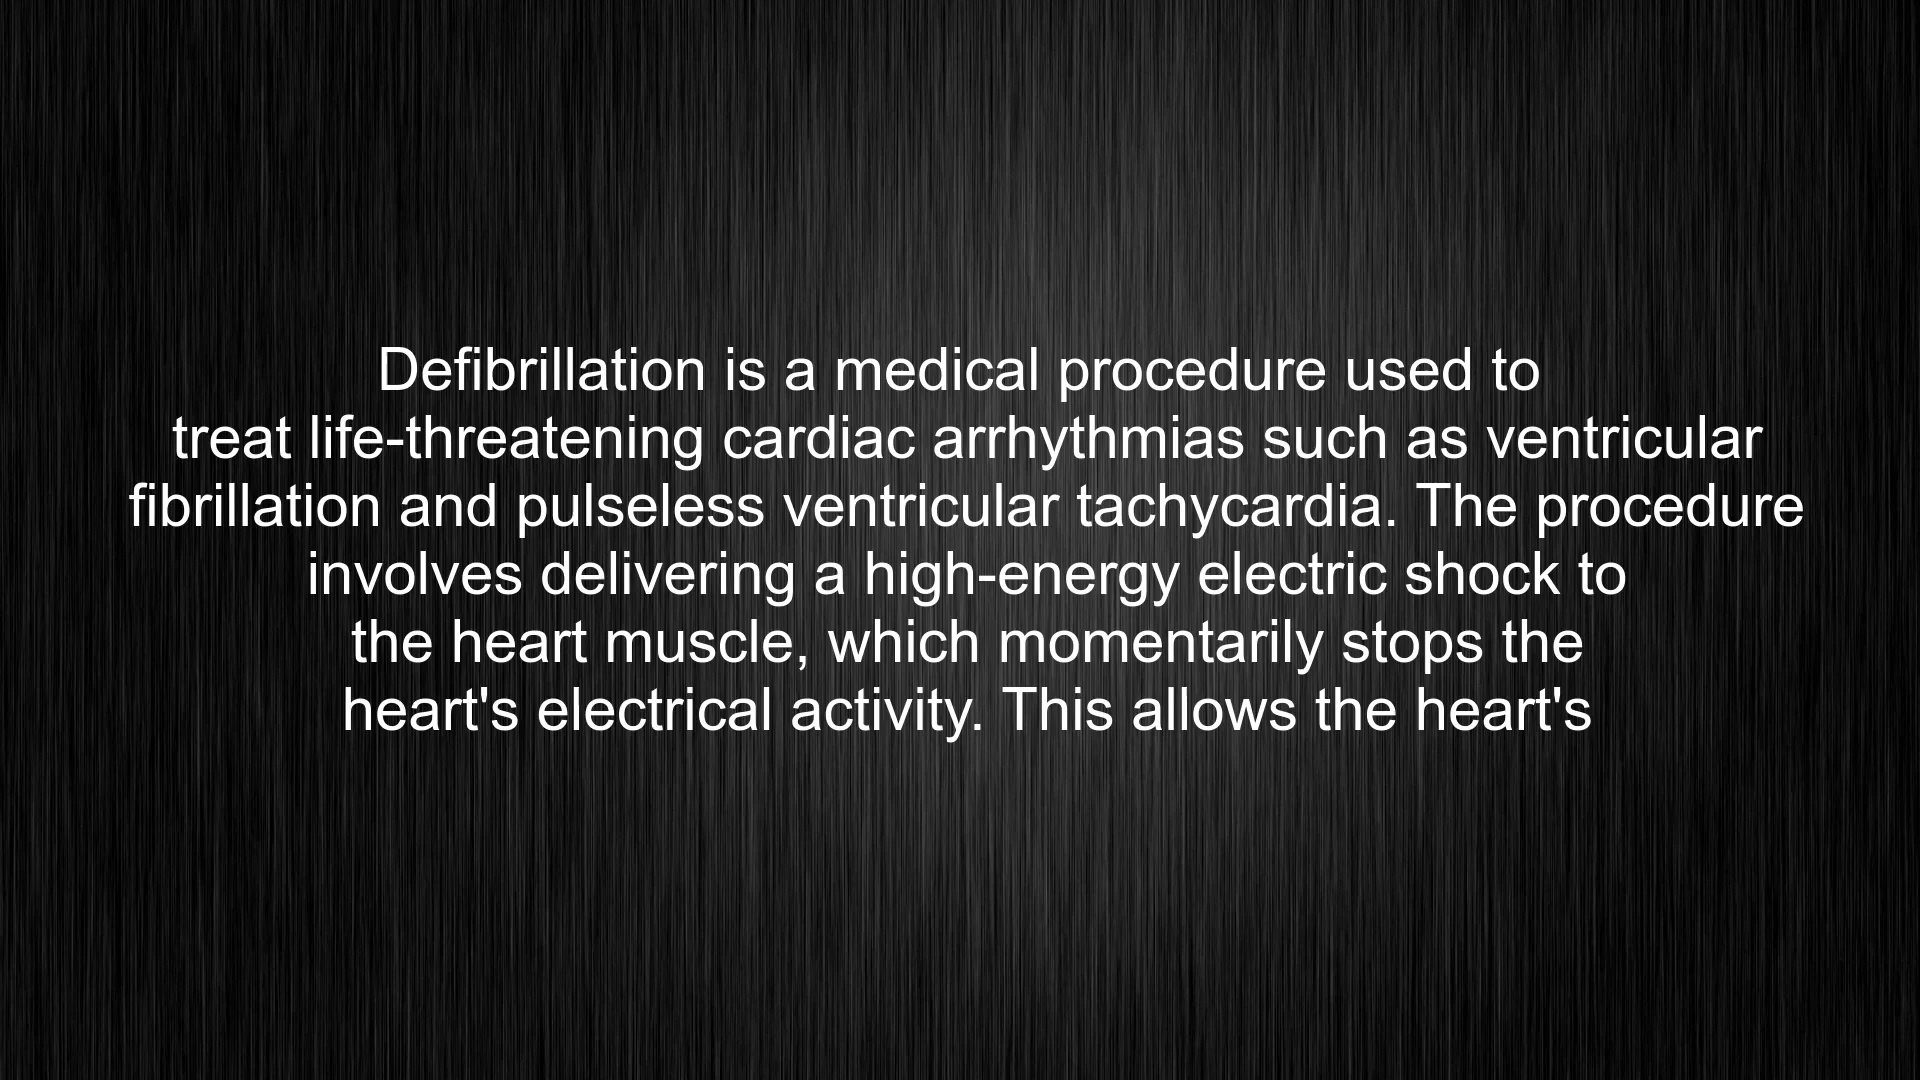 Defibrillation is a medical procedure used to
treat life-threatening cardiac arrhythmias such as ventricular
fibrillation and pulseless ventricular tachycardia. The procedure
involves delivering a high-energy electric shock to
the heart muscle, which momentarily stops the
heart's electrical activity. This allows the heart's